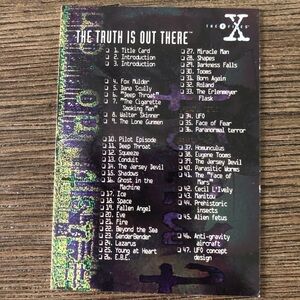 THE X FILES
THE TRUTH IS OUT THERE™
1. Title Card
2. Introduction
3. Introduction
4. Fox Mulder
5. Dana Scully
6. "Deep Throat"
7. "The Cigarette
Smoking Man"
8. Walter Skinner
9. The Lone Gunmen
10. Pilot Episode
11. Deep Throat
12. Squeeze
13. Conduit
14. The Jersey Devil
15. Shadows
16. Ghost in the
Machine
17. Ice
18. Space
19. Fallen Angel
20. Eve
21. Fire
22. Beyond the Sea
23. GenderBender
24. Lazarus
25. Young at Heart
26. E.B.E.
27. Miracle Man
28. Shapes
29. Darkness Falls
30. Tooms
31. Born Again
32. Roland
33. The Erlenmeyer
Flask
34. UFO
35. Face of Fear
36. Paranormal terror
37. Homunculus
38. Eugene Tooms
39. The Jersey Devil
40. Parasitic Worms
41. The "Face of
Mars"
42. Cecil L'Ively
43. Manitou
44. Prehistoric
insects
45. Alien fetus
46. Anti-gravity
aircraft
47. UFO concept
design